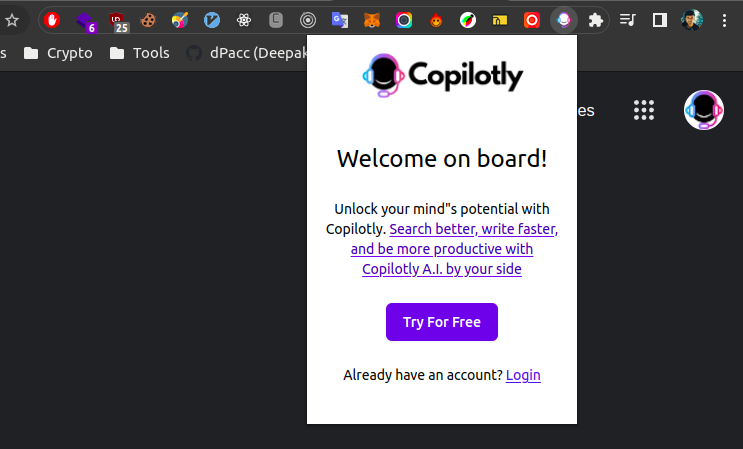 6
25
s
Crypto
Tools
dPacc (Deepak
Copilotly
es
Welcome on board!
Unlock your mind"s potential with
Copilotly. Search better, write faster,
and be more productive with
Copilotly A.I. by your side
Try For Free
Already have an account? Login